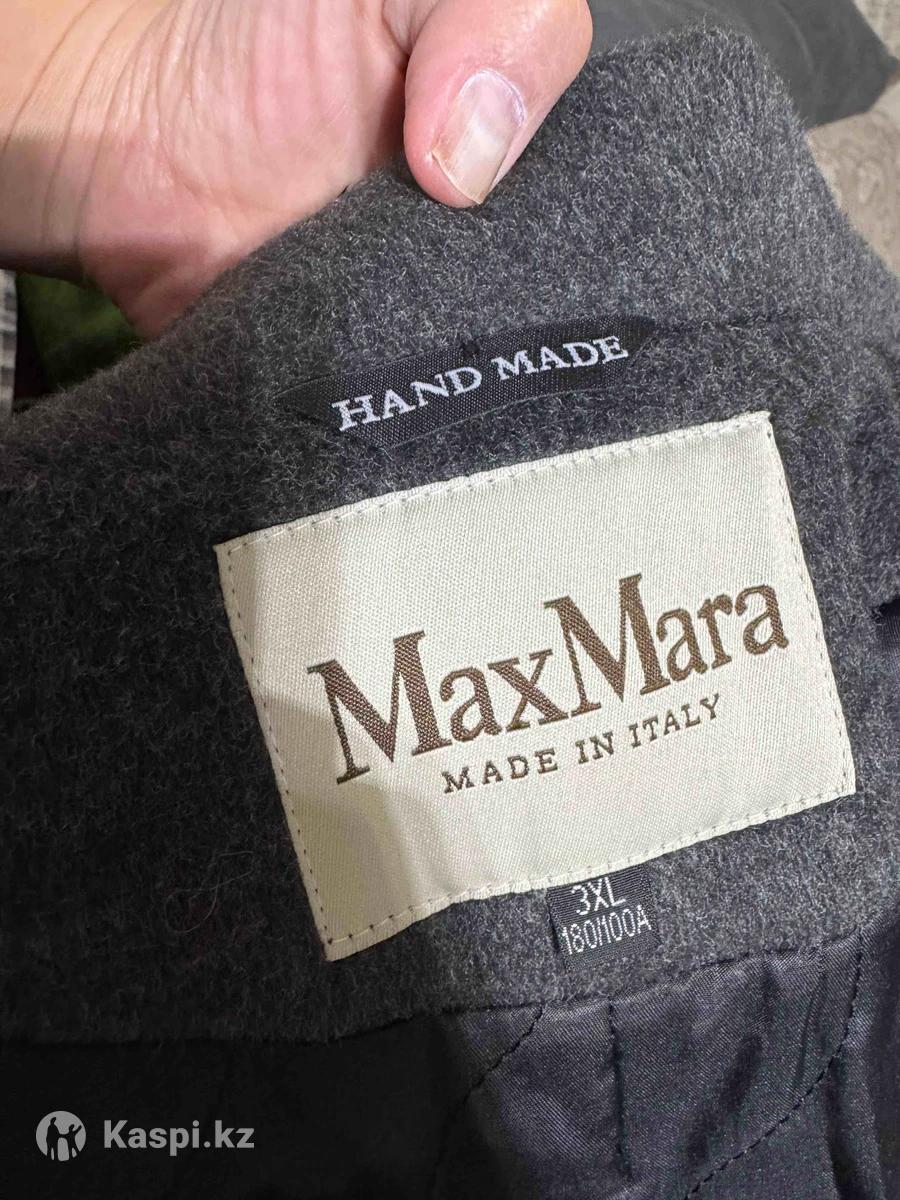 HAND MADE
MaxMara
MADE IN ITALY
3XL
180/100A
Kaspi.kz